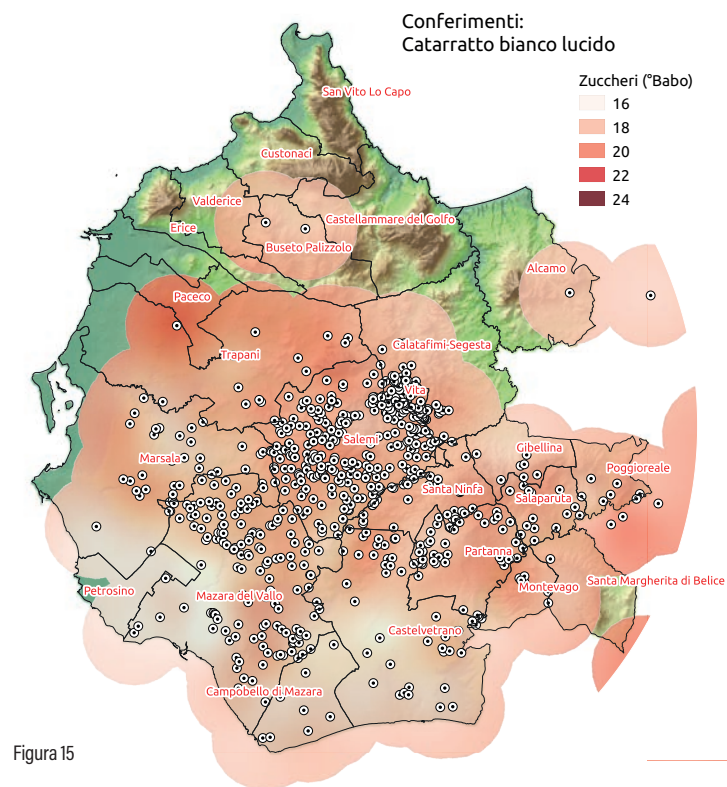 Conferimenti:
Catarratto bianco lucido
Zuccheri (°Babo)
16
18
20
22
24
San Vito Lo Capo
Custonaci
Valderice
Castellammare del Golfo
Erice
Buseto Palizzolo
Alcamo
Paceco
Trapani
Calatafimi-Segesta
Vita
Salemi
Marsala
Gibellina
Poggioreale
Santa Ninfa
Salaparuta
Partanna
Petrosino
Mazara del Vallo
Montevago
Santa Margherita di Belice
Castelvetrano
Campobello di Mazara
Figura 15